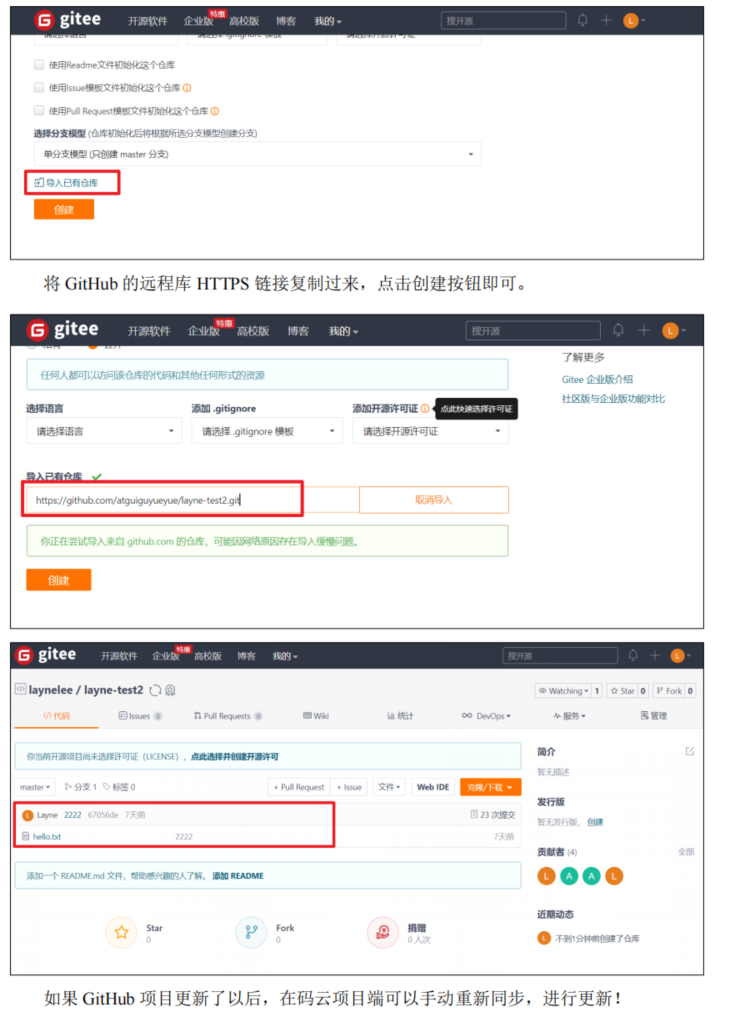 gitee 开源软件 企业版 特惠 高校版 博客 我的 搜开源 L
使用Readme文件初始化这个仓库
使用Issue模板文件初始化这个仓库
使用Pull Request模板文件初始化这个仓库
选择分支模型 (仓库初始化后将根据所选分支模型创建分支)
单分支模型 (只创建 master 分支)
导入已有仓库
创建
将 GitHub 的远程库 HTTPS 链接复制过来，点击创建按钮即可。
gitee 开源软件 企业版 特惠 高校版 博客 我的 搜开源 L
任何人都可以访问该仓库的代码和其他任何形式的资源
了解更多
Gitee 企业版介绍
社区版与企业版功能对比
选择语言 添加 .gitignore 添加开源许可证 点此快速选择许可证
请选择语言 请选择 .gitignore 模板 请选择开源许可证
导入已有仓库
https://github.com/atguiguyueyue/layne-test2.git 取消导入
你正在尝试导入来自 github.com 的仓库，可能因网络原因存在导入缓慢问题。
创建
gitee 开源软件 企业版 特惠 高校版 博客 我的 搜开源 L
laynelee / layne-test2 Watching 1 Star 0 Fork 0
代码 Issues 0 Pull Requests 0 Wiki 统计 DevOps 服务 管理
你当前开源项目尚未选择许可证（LICENSE），点此选择并创建开源许可
master 分支 1 标签 0 + Pull Request + Issue 文件 Web IDE 克隆/下载
L Layne 2222 67056de 7天前 23 次提交
hello.txt 2222 7天前
添加一个 README.md 文件，帮助感兴趣的人了解。 添加 README
Star 0 Fork 0 捐赠 0 人次
简介
暂无描述
发行版
暂无发行版， 创建
贡献者 (4) 全部
L A A L
近期动态
L 不到1分钟前创建了仓库
如果 GitHub 项目更新了以后，在码云项目端可以手动重新同步，进行更新！